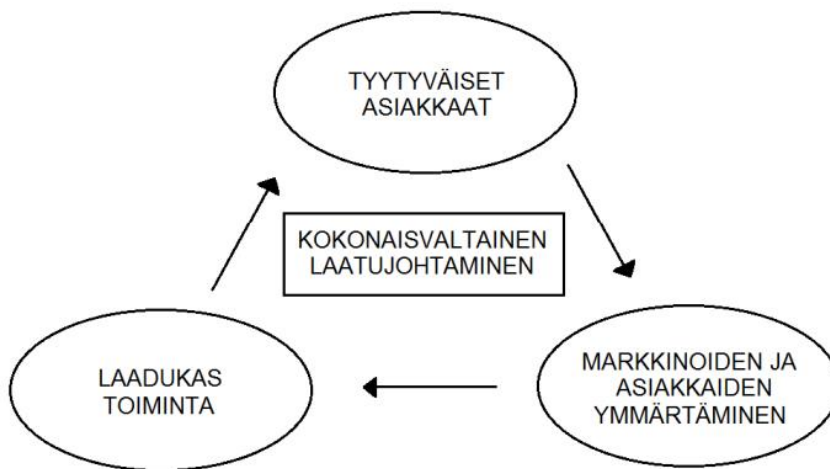 TYYTYVÄISET
ASIAKKAAT
KOKONAISVALTAINEN
LAATUJOHTAMINEN
LAADUKAS
TOIMINTA
MARKKINOIDEN JA
ASIAKKAIDEN
YMMÄRTÄMINEN